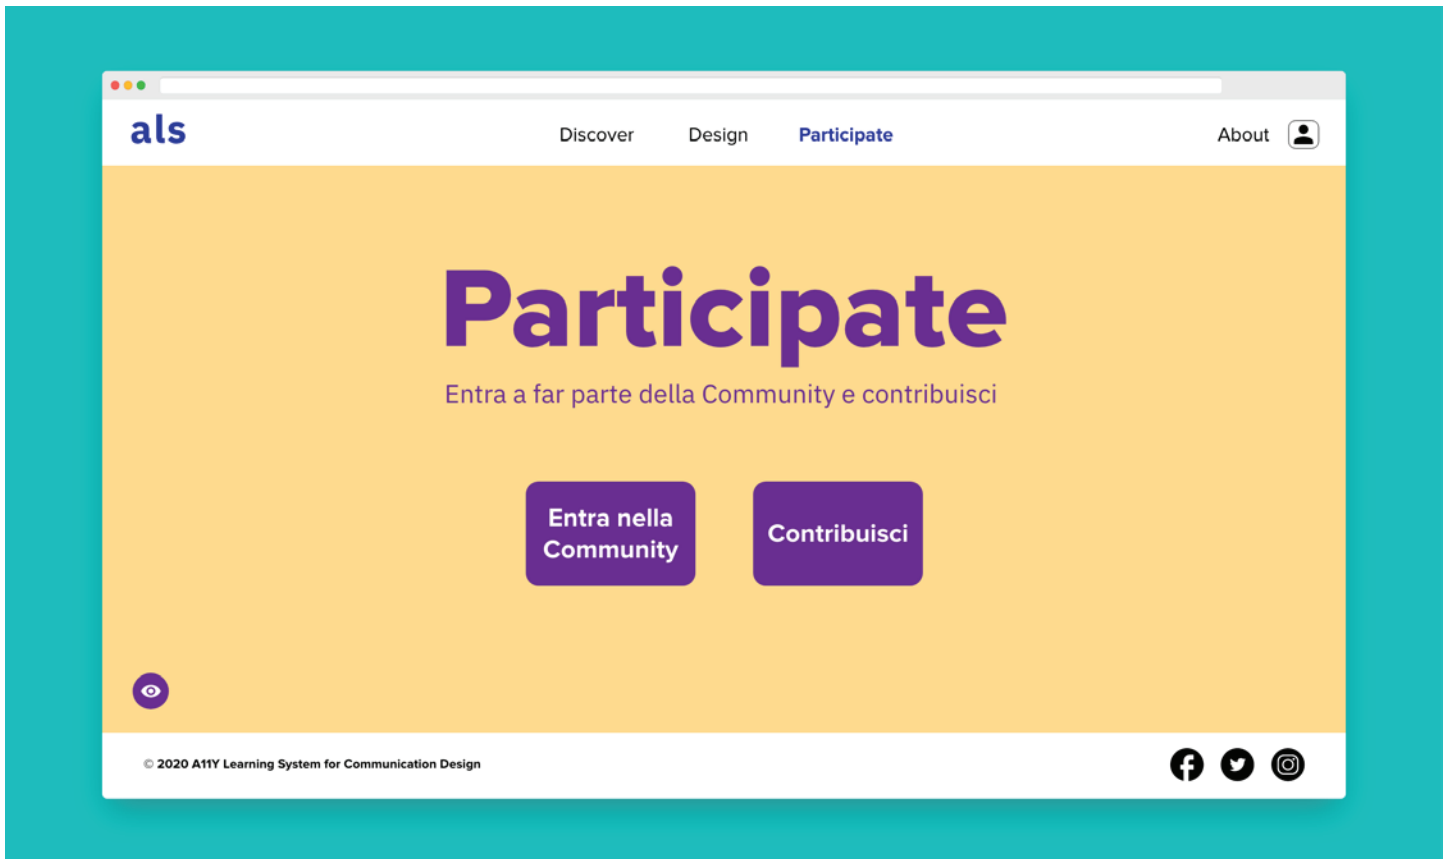 als
Discover Design Participate About
Participate
Entra a far parte della Community e contribuisci
Entra nella
Community
Contribuisci
© 2020 A11Y Learning System for Communication Design